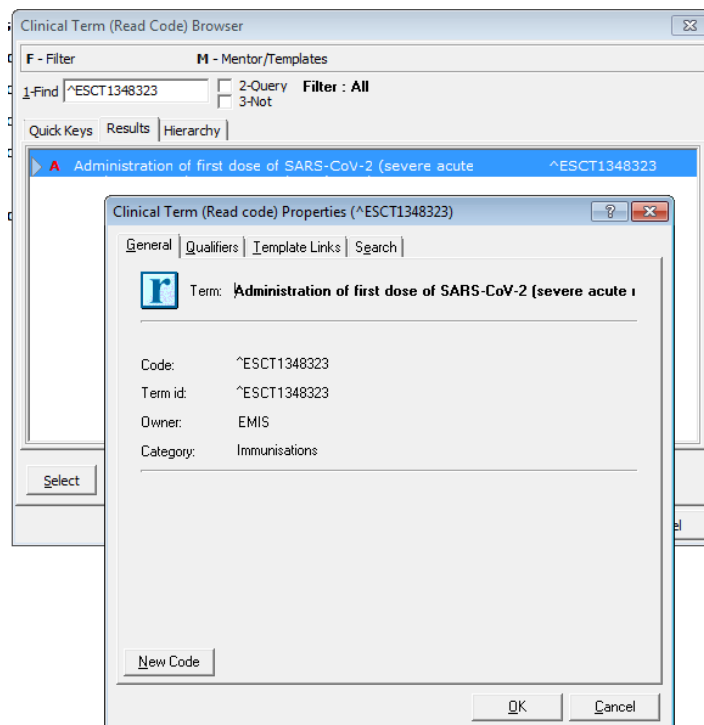 Clinical Term (Read Code) Browser
F - Filter M - Mentor/Templates
1-Find ^ESCT1348323 2-Query Filter : All
3-Not
Quick Keys Results Hierarchy
A Administration of first dose of SARS-CoV-2 (severe acute ^ESCT1348323
Clinical Term (Read code) Properties (^ESCT1348323)
General Qualifiers Template Links Search
r Term: Administration of first dose of SARS-CoV-2 (severe acute
Code: ^ESCT1348323
Term id: ^ESCT1348323
Owner: EMIS
Category: Immunisations
Select
New Code
OK Cancel